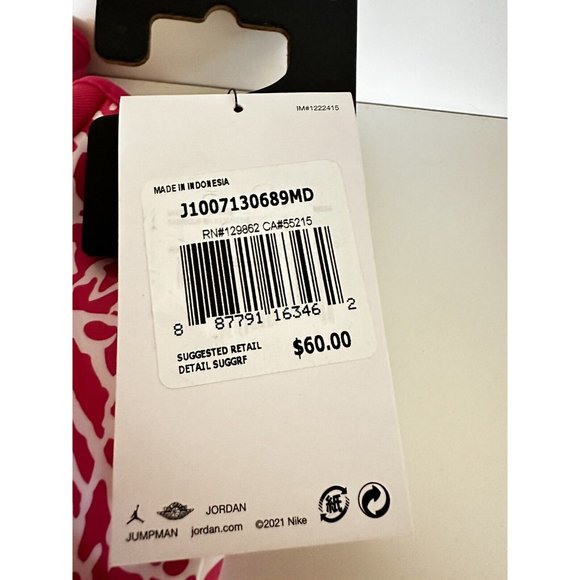 IM#1222415
MADE IN INDONESIA
J1007130689MD
RN#129862 CA#55215
8 87791 16346 2
SUGGESTED RETAIL
DETAIL SUGGRF
$60.00
JORDAN
JUMPMAN jordan.com ©2021 Nike
紙